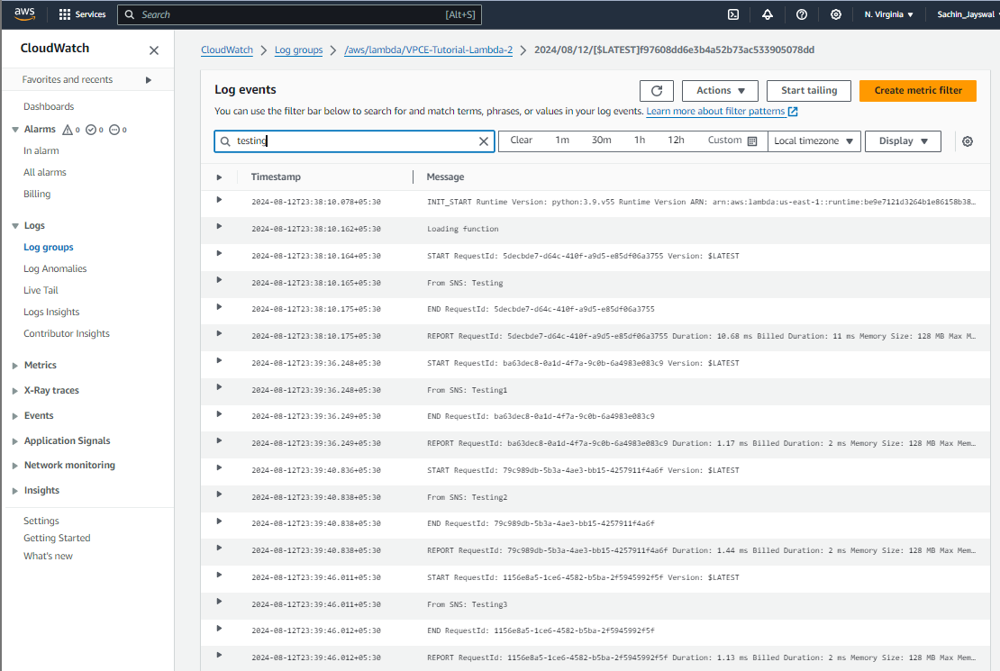 aws Services Search [Alt+S] N. Virginia Sachin_Jayswal
CloudWatch
Favorites and recents
Dashboards
Alarms 0 0 0
In alarm
All alarms
Billing
Logs
Log groups
Log Anomalies
Live Tail
Logs Insights
Contributor Insights
Metrics
X-Ray traces
Events
Application Signals
Network monitoring
Insights
Settings
Getting Started
What's new
CloudWatch Log groups /aws/lambda/VPCE-Tutorial-Lambda-2 2024/08/12/[$LATEST]f97608dd6e3b4a52b73ac533905078dd
Log events Actions Start tailing Create metric filter
You can use the filter bar below to search for and match terms, phrases, or values in your log events. Learn more about filter patterns
testing Clear 1m 30m 1h 12h Custom Local timezone Display
Timestamp Message
2024-08-12T23:38:10.078+05:30 INIT_START Runtime Version: python:3.9.v55 Runtime Version ARN: arn:aws:lambda:us-east-1::runtime:be9e7121d3264b1e86158b38…
2024-08-12T23:38:10.162+05:30 Loading function
2024-08-12T23:38:10.164+05:30 START RequestId: 5decbde7-d64c-410f-a9d5-e85df06a3755 Version: $LATEST
2024-08-12T23:38:10.165+05:30 From SNS: Testing
2024-08-12T23:38:10.175+05:30 END RequestId: 5decbde7-d64c-410f-a9d5-e85df06a3755
2024-08-12T23:38:10.175+05:30 REPORT RequestId: 5decbde7-d64c-410f-a9d5-e85df06a3755 Duration: 10.68 ms Billed Duration: 11 ms Memory Size: 128 MB Max M…
2024-08-12T23:39:36.248+05:30 START RequestId: ba63dec8-0a1d-4f7a-9c0b-6a4983e083c9 Version: $LATEST
2024-08-12T23:39:36.248+05:30 From SNS: Testing1
2024-08-12T23:39:36.249+05:30 END RequestId: ba63dec8-0a1d-4f7a-9c0b-6a4983e083c9
2024-08-12T23:39:36.249+05:30 REPORT RequestId: ba63dec8-0a1d-4f7a-9c0b-6a4983e083c9 Duration: 1.17 ms Billed Duration: 2 ms Memory Size: 128 MB Max Mem…
2024-08-12T23:39:40.836+05:30 START RequestId: 79c989db-5b3a-4ae3-bb15-4257911f4a6f Version: $LATEST
2024-08-12T23:39:40.838+05:30 From SNS: Testing2
2024-08-12T23:39:40.838+05:30 END RequestId: 79c989db-5b3a-4ae3-bb15-4257911f4a6f
2024-08-12T23:39:40.838+05:30 REPORT RequestId: 79c989db-5b3a-4ae3-bb15-4257911f4a6f Duration: 1.44 ms Billed Duration: 2 ms Memory Size: 128 MB Max Mem…
2024-08-12T23:39:46.011+05:30 START RequestId: 1156e8a5-1ce6-4582-b5ba-2f5945992f5f Version: $LATEST
2024-08-12T23:39:46.011+05:30 From SNS: Testing3
2024-08-12T23:39:46.012+05:30 END RequestId: 1156e8a5-1ce6-4582-b5ba-2f5945992f5f
2024-08-12T23:39:46.012+05:30 REPORT RequestId: 1156e8a5-1ce6-4582-b5ba-2f5945992f5f Duration: 1.13 ms Billed Duration: 2 ms Memory Size: 128 MB Max Mem…